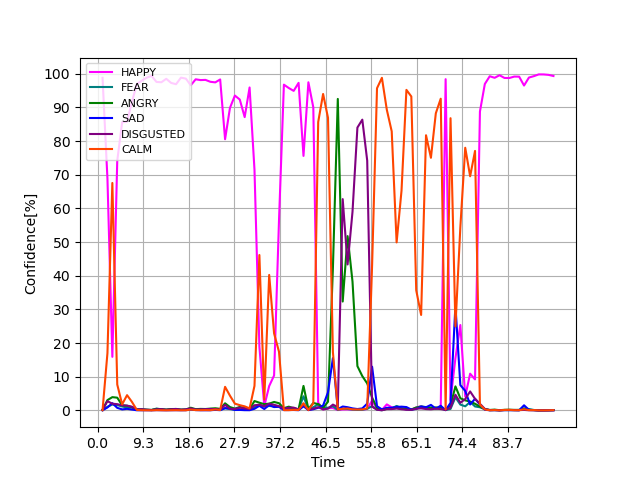 HAPPY
FEAR
ANGRY
SAD
DISGUSTED
CALM
Confidence[%]
100
90
80
70
60
50
40
30
20
10
0
0.0 9.3 18.6 27.9 37.2 46.5 55.8 65.1 74.4 83.7
Time